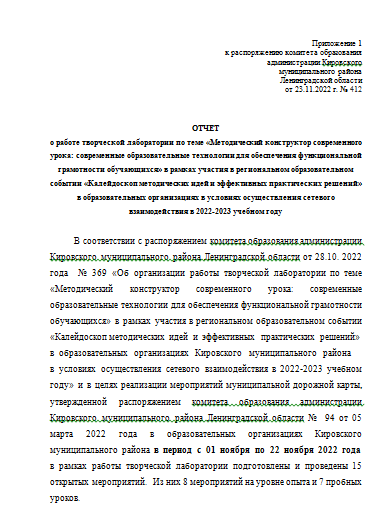 Приложение 1
к распоряжению комитета образования
администрации Кировского
муниципального района
Ленинградской области
от 23.11.2022 г. № 412
ОТЧЕТ
о работе творческой лаборатории по теме «Методический конструктор современного
урока: современные образовательные технологии для обеспечения функциональной
грамотности обучающихся» в рамках участия в региональном образовательном
событии «Калейдоскоп методических идей и эффективных практических решений»
в образовательных организациях в условиях осуществления сетевого
взаимодействия в 2022-2023 учебном году
В соответствии с распоряжением комитета образования администрации
Кировского муниципального района Ленинградской области от 28.10. 2022
года № 369 «Об организации работы творческой лаборатории по теме
«Методический конструктор современного урока: современные
образовательные технологии для обеспечения функциональной грамотности
обучающихся» в рамках участия в региональном образовательном событии
«Калейдоскоп методических идей и эффективных практических решений»
в образовательных организациях Кировского муниципального района
в условиях осуществления сетевого взаимодействия в 2022-2023 учебном
году» и в целях реализации мероприятий муниципальной дорожной карты,
утвержденной распоряжением комитета образования администрации
Кировского муниципального района Ленинградской области № 94 от 05
марта 2022 года в образовательных организациях Кировского
муниципального района в период с 01 ноября по 22 ноября 2022 года
в рамках работы творческой лаборатории подготовлены и проведены 15
открытых мероприятий. Из них 8 мероприятий на уровне опыта и 7 пробных
уроков.